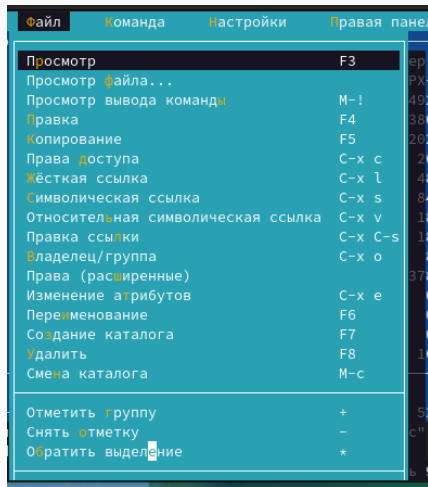 Файл Команда Настройки Правая
Просмотр F3
Просмотр файла...
Просмотр вывода команды M-!
Правка F4
Копирование F5
Права доступа C-x c
Жёсткая ссылка C-x l
Символическая ссылка C-x s
Относительная символическая ссылка C-x v
Правка ссылки C-x C-s
Владелец/группа C-x o
Права (расширенные)
Изменение атрибутов C-x e
Переименование F6
Создание каталога F7
Удалить F8
Смена каталога M-c
Отметить группу +
Снять отметку -
Обратить выделение *